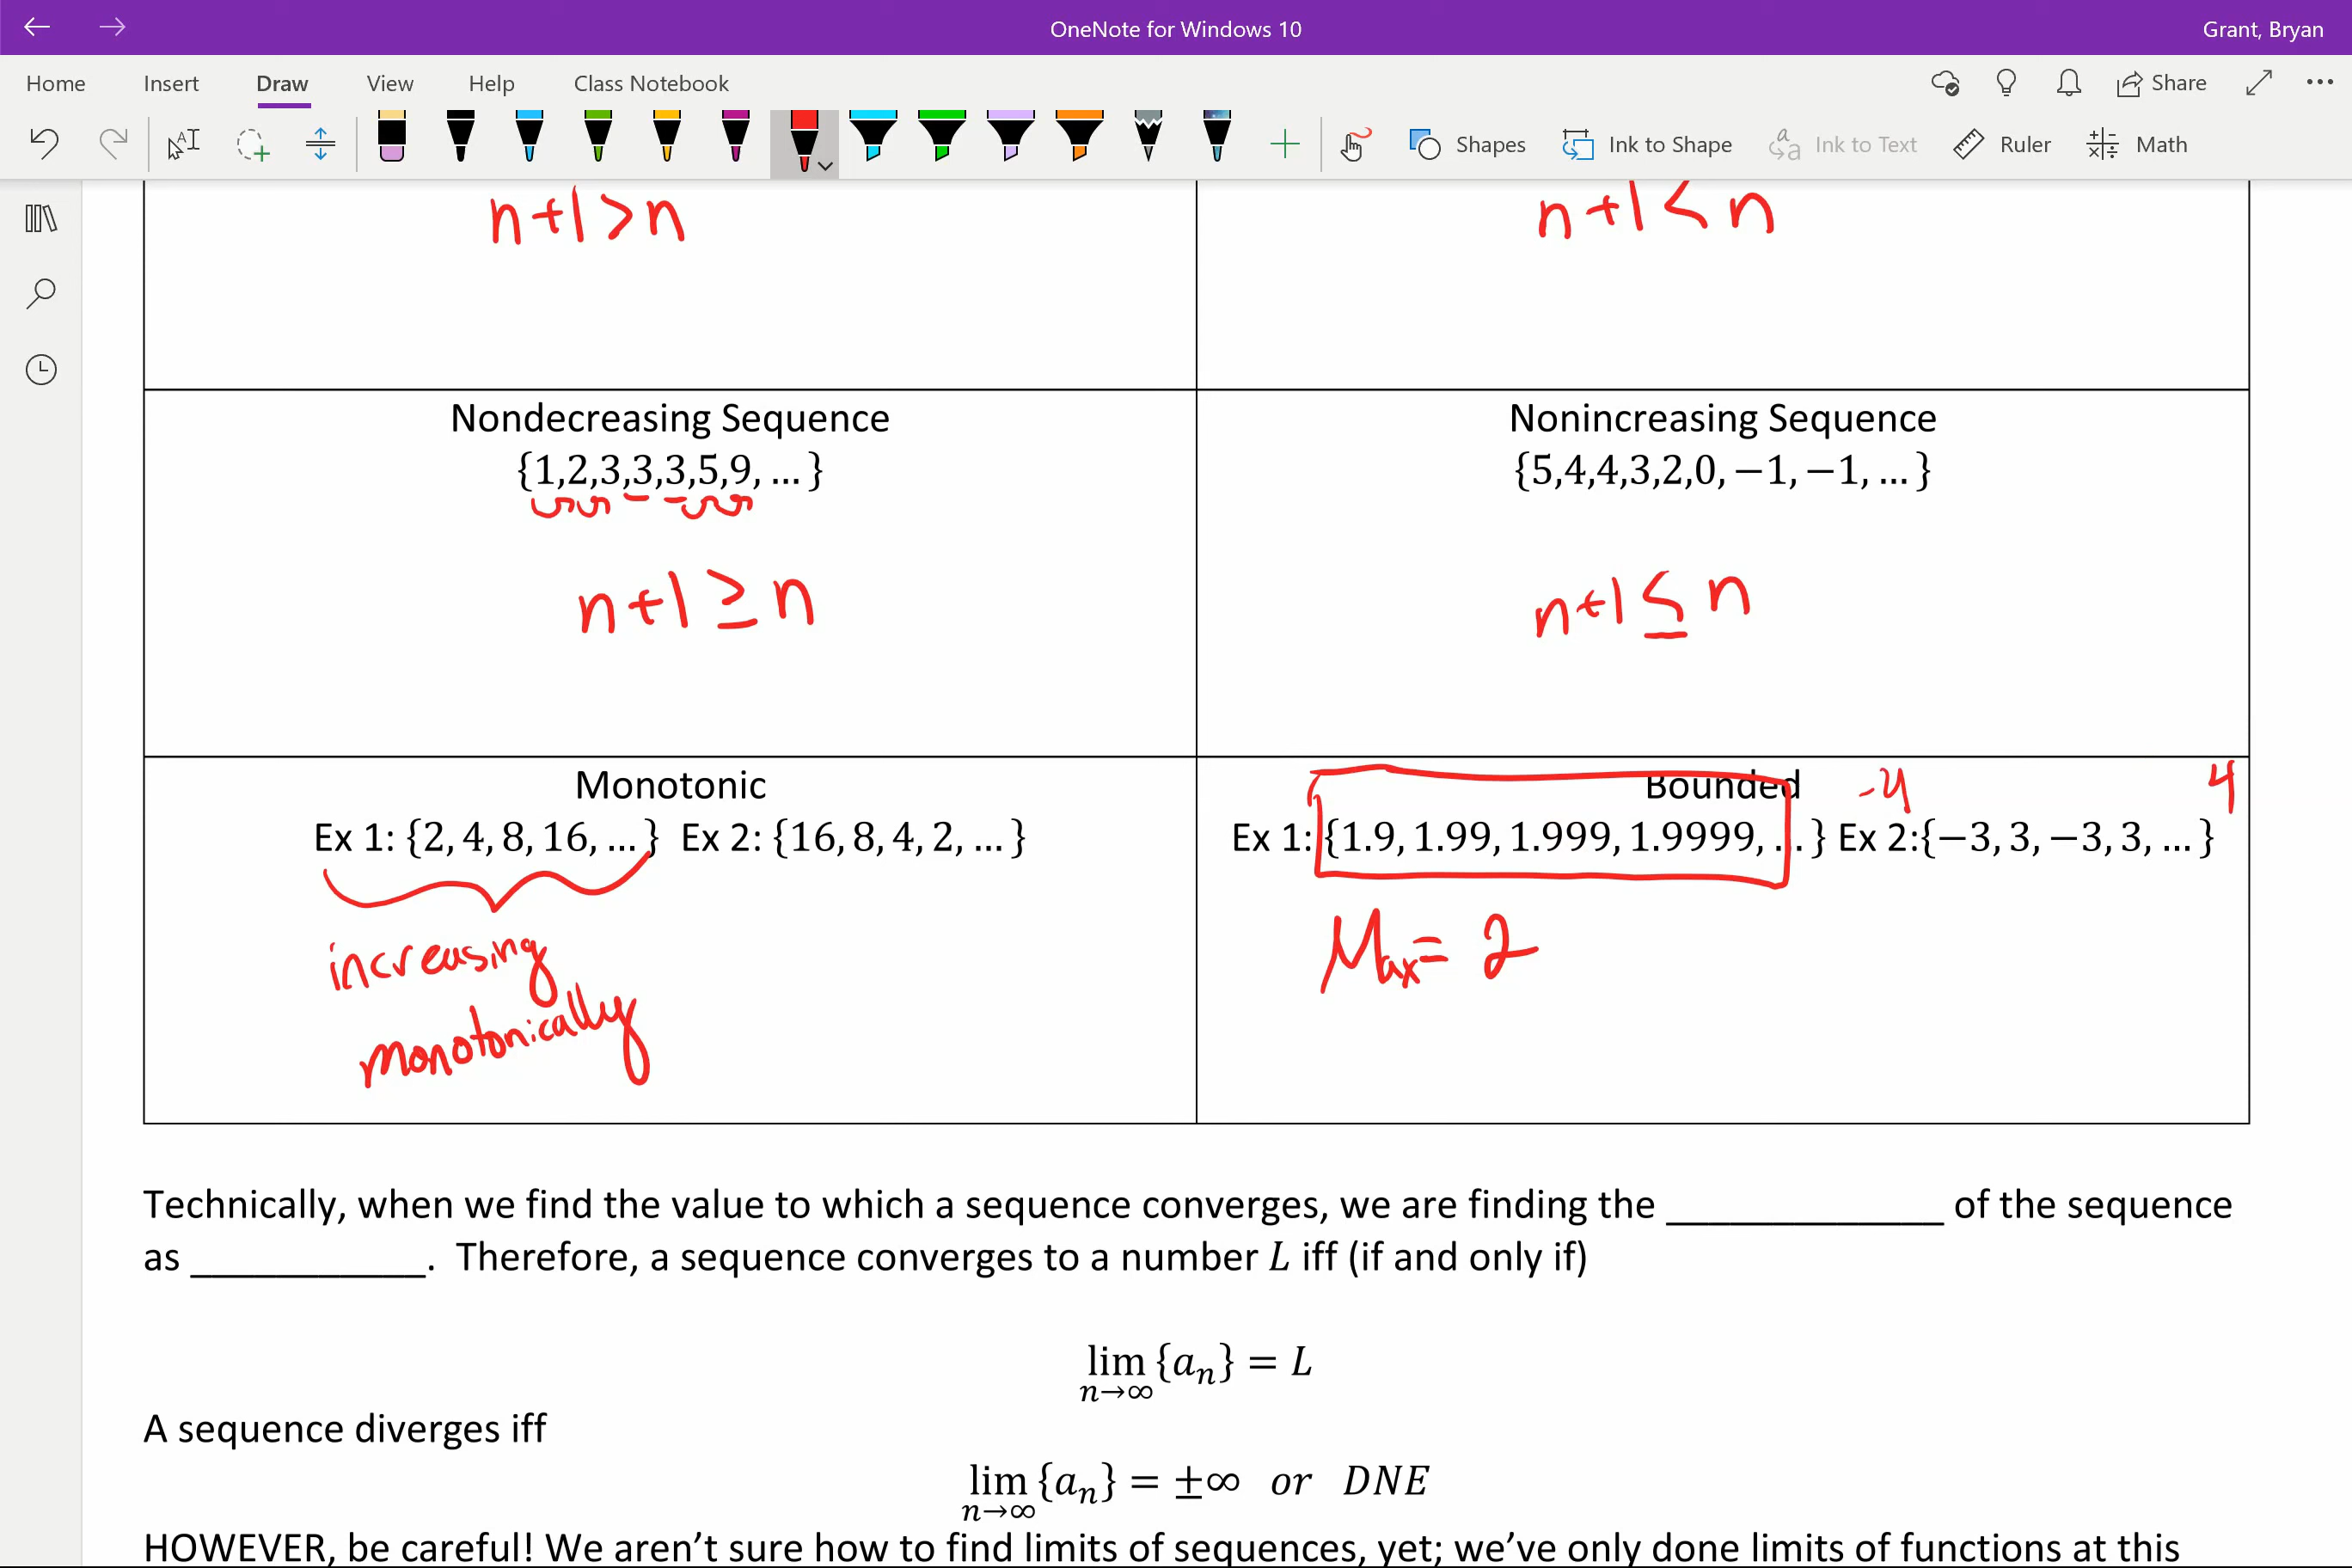 OneNote for Windows 10
Grant, Bryan
Home Insert Draw View Help Class Notebook
Share
Shapes Ink to Shape Ink to Text Ruler Math
n+1>n
n+1<n
Nondecreasing Sequence
{1,2,3,3,3,5,9, … }
n+1≥n
Nonincreasing Sequence
{5,4,4,3,2,0, −1, −1, … }
n+1≤n
Monotonic
Ex 1: {2, 4, 8, 16, … } Ex 2: {16, 8, 4, 2, … }
increasing
monotonically
Bounded -4 4
Ex 1: {1.9, 1.99, 1.999, 1.9999, … } Ex 2:{−3, 3, −3, 3, … }
Max = 2
Technically, when we find the value to which a sequence converges, we are finding the _____________ of the sequence
as ___________. Therefore, a sequence converges to a number L iff (if and only if)
lim {aₙ} = L
n→∞
A sequence diverges iff
lim {aₙ} = ±∞ or DNE
n→∞
HOWEVER, be careful! We aren’t sure how to find limits of sequences, yet; we’ve only done limits of functions at this